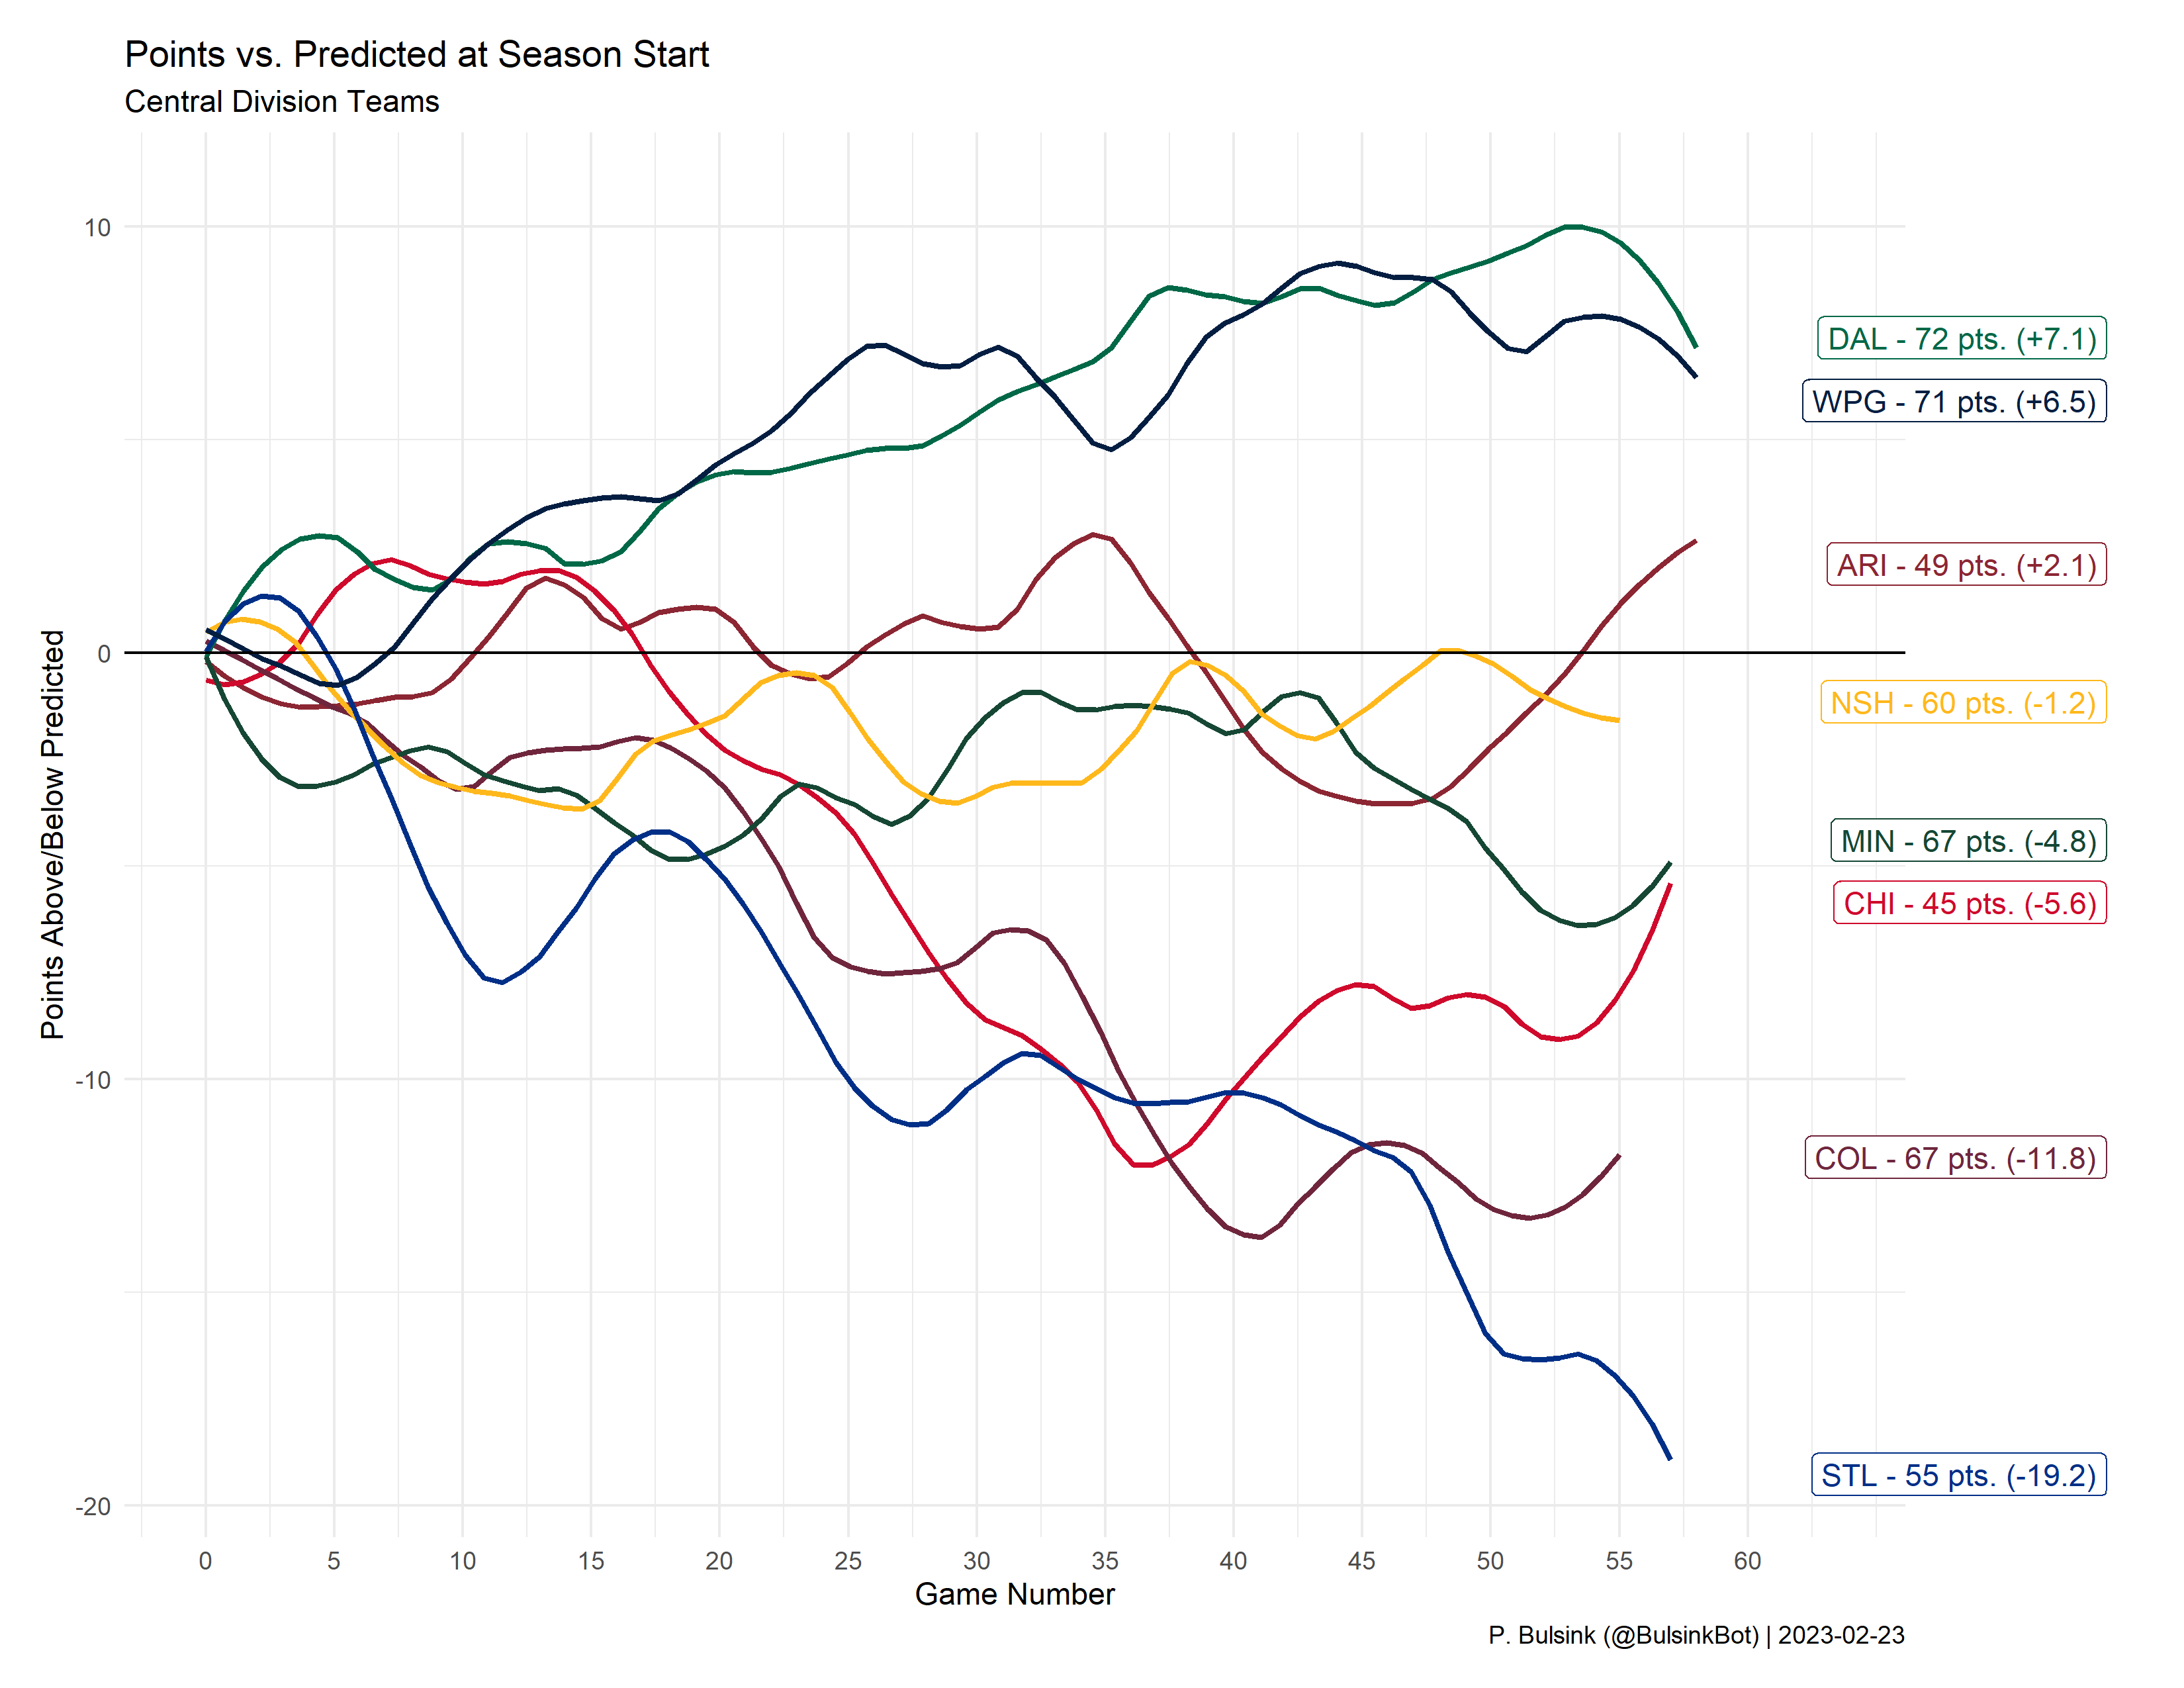 Points vs. Predicted at Season Start
Central Division Teams
Points Above/Below Predicted
10
0
-10
-20
DAL - 72 pts. (+7.1)
WPG - 71 pts. (+6.5)
ARI - 49 pts. (+2.1)
NSH - 60 pts. (-1.2)
MIN - 67 pts. (-4.8)
CHI - 45 pts. (-5.6)
COL - 67 pts. (-11.8)
STL - 55 pts. (-19.2)
0 5 10 15 20 25 30 35 40 45 50 55 60
Game Number
P. Bulsink (@BulsinkBot) | 2023-02-23